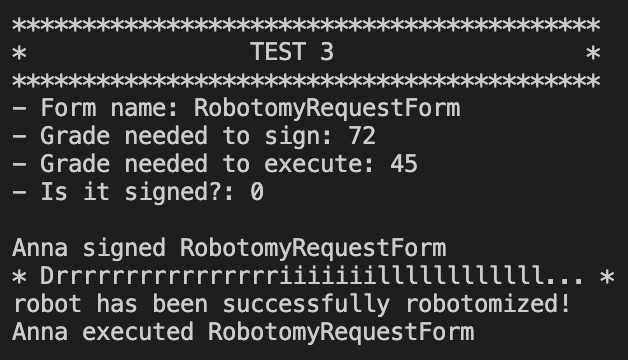 ******************************************
*                TEST 3                  *
******************************************
- Form name: RobotomyRequestForm
- Grade needed to sign: 72
- Grade needed to execute: 45
- Is it signed?: 0

Anna signed RobotomyRequestForm
* Drrrrrrrrrrrrrrrriiiiiiillllllllllll... *
robot has been successfully robotomized!
Anna executed RobotomyRequestForm